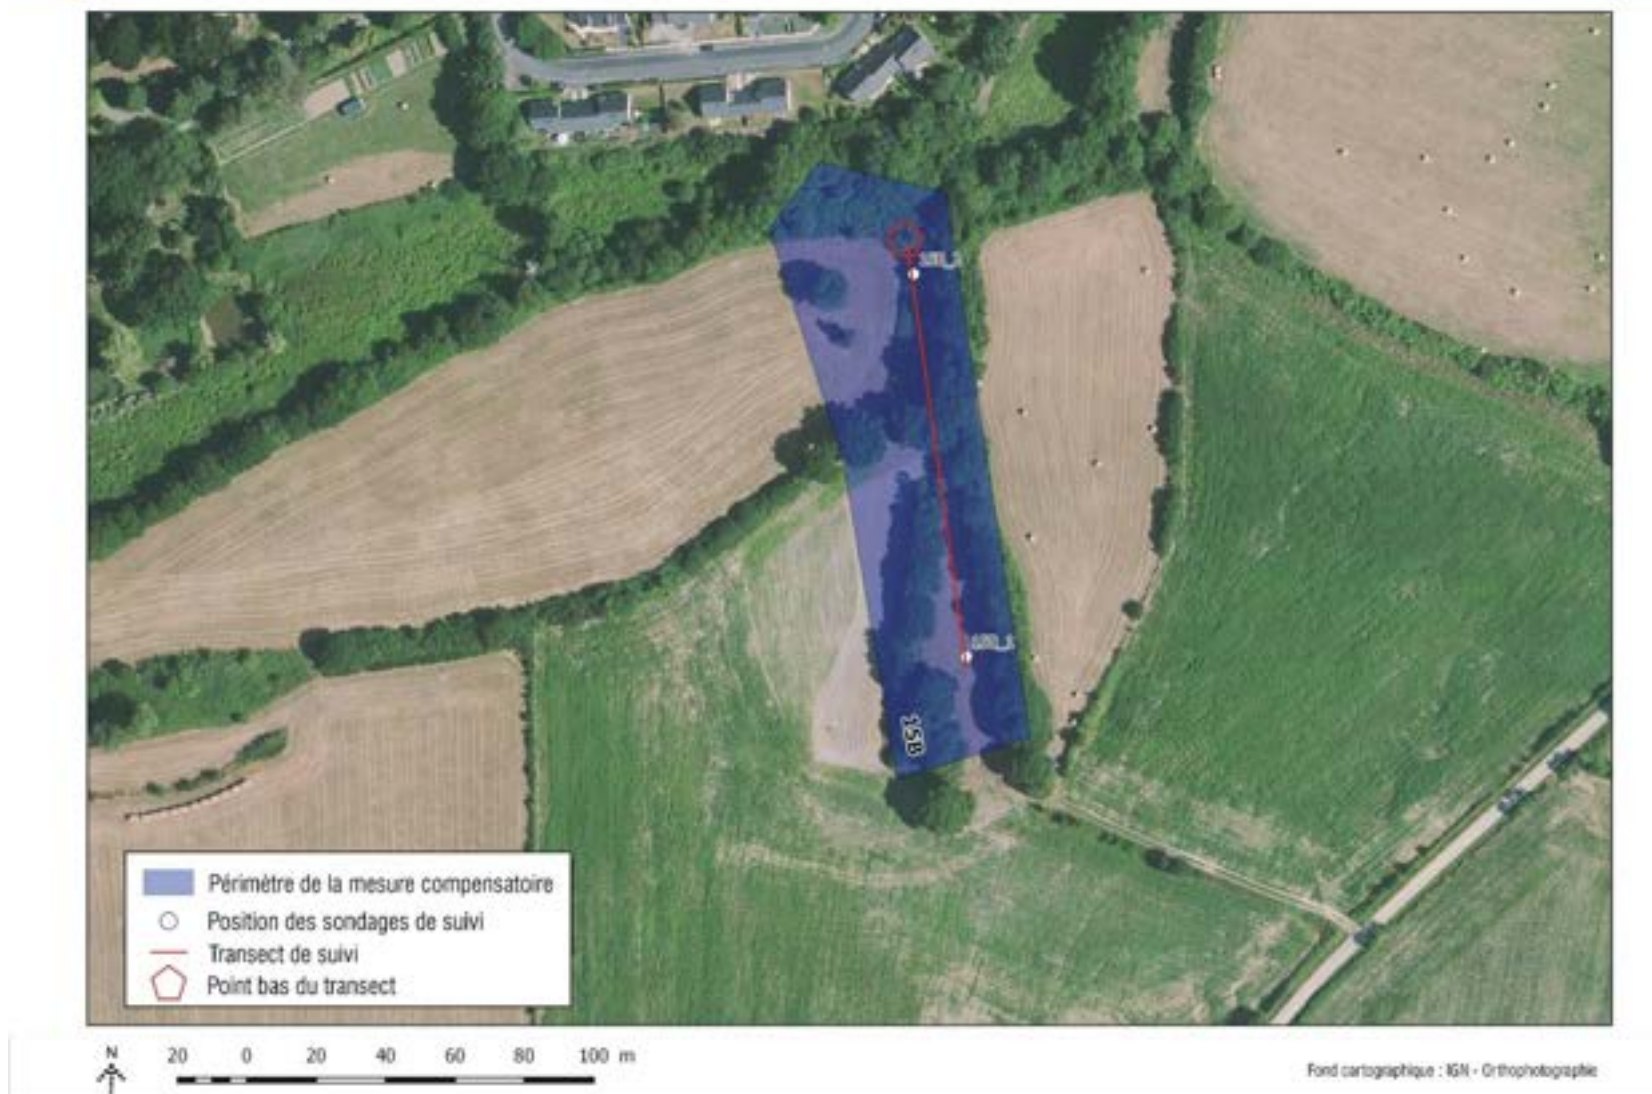 15B_1
15B
Périmètre de la mesure compensatoire
Position des sondages de suivi
Transect de suivi
Point bas du transect
N
20 0 20 40 60 80 100 m
Fond cartographique : IGN - Orthophotographie